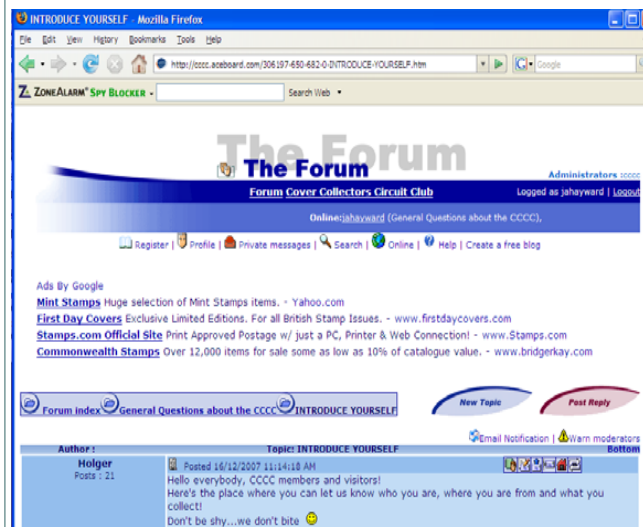 INTRODUCE YOURSELF - Mozilla Firefox
File Edit View History Bookmarks Tools Help
http://cccc.aceboard.com/306197-650-682-0-INTRODUCE-YOURSELF.htm
Google
ZONEALARM SPY BLOCKER
Search Web
The Forum
The Forum
Administrators :cccc
Forum Cover Collectors Circuit Club
Logged as jahayward | Logout
Online:jahayward (General Questions about the CCCC),
Register | Profile | Private messages | Search | Online | Help | Create a free blog
Ads By Google
Mint Stamps Huge selection of Mint Stamps items. - Yahoo.com
First Day Covers Exclusive Limited Editions. For all British Stamp Issues. - www.firstdaycovers.com
Stamps.com Official Site Print Approved Postage w/ just a PC, Printer & Web Connection! - www.Stamps.com
Commonwealth Stamps Over 12,000 items for sale some as low as 10% of catalogue value. - www.bridgerkay.com
Forum index General Questions about the CCCC INTRODUCE YOURSELF
New Topic
Post Reply
Email Notification | Warn moderators
Author :
Topic: INTRODUCE YOURSELF
Bottom
Holger
Posts : 21
Posted 16/12/2007 11:14:18 AM
Hello everybody, CCCC members and visitors!
Here's the place where you can let us know who you are, where you are from and what you
collect!
Don't be shy...we don't bite